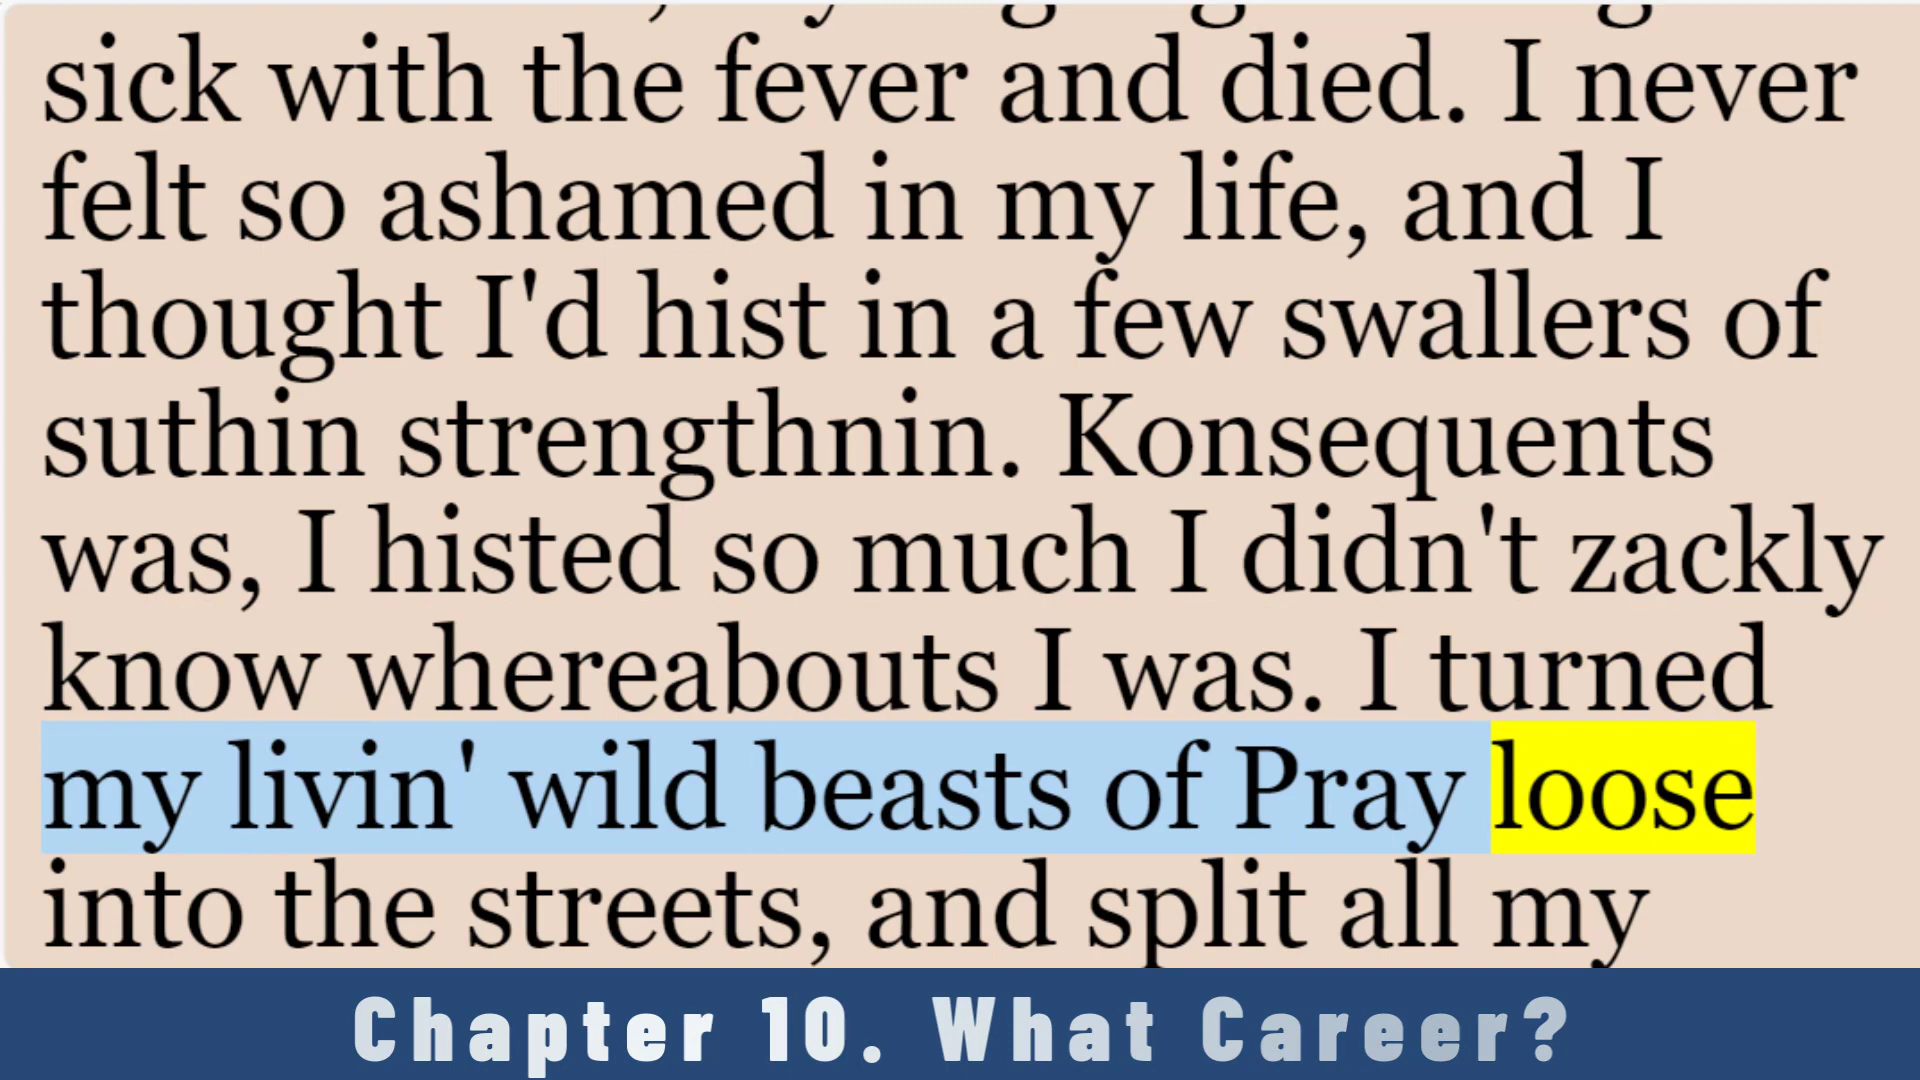 sick with the fever and died. I never
felt so ashamed in my life, and I
thought I'd hist in a few swallers of
suthin strengthnin. Konsequents
was, I histed so much I didn't zackly
know whereabouts I was. I turned
my livin' wild beasts of Pray loose
into the streets, and split all my
Chapter 10. What Career?